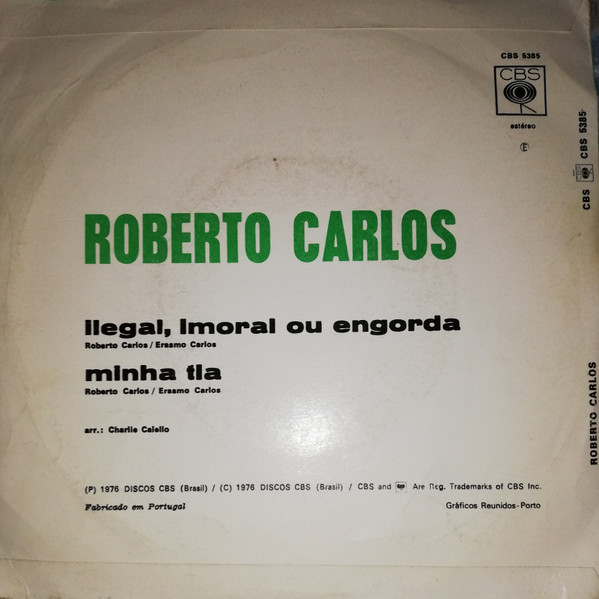 CBS 5385
CBS
estéreo
E
CBS CBS 5385
ROBERTO CARLOS
Ilegal, Imoral ou engorda
Roberto Carlos / Erasmo Carlos
minha tia
Roberto Carlos / Erasmo Carlos
arr.: Charlie Calello
(P) 1976 DISCOS CBS (Brasil) / (C) 1976 DISCOS CBS (Brasil) / CBS and Are Reg. Trademarks of CBS Inc.
Fabricado em Portugal
Gráficos Reunidos-Porto
ROBERTO CARLOS